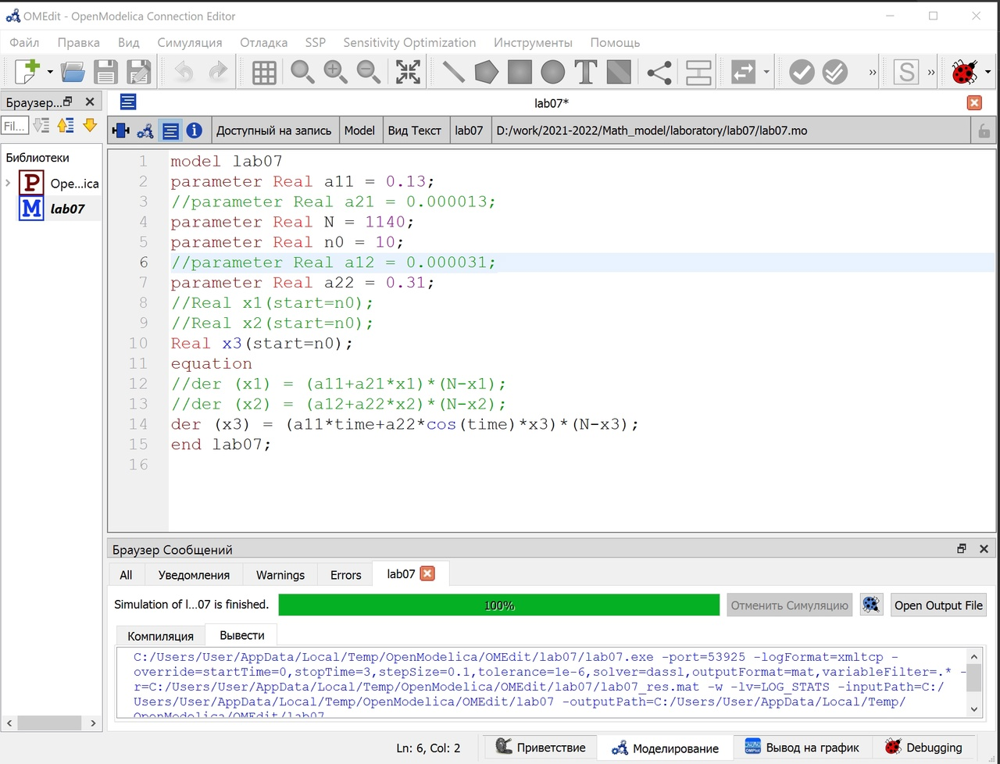 OMEdit - OpenModelica Connection Editor
Файл Правка Вид Симуляция Отладка SSP Sensitivity Optimization Инструменты Помощь
Браузер...
lab07*
Fil...
Доступный на запись Model Вид Текст lab07 D:/work/2021-2022/Math_model/laboratory/lab07/lab07.mo
Библиотеки
P Ope...ica
M lab07
1 model lab07
2 parameter Real a11 = 0.13;
3 //parameter Real a21 = 0.000013;
4 parameter Real N = 1140;
5 parameter Real n0 = 10;
6 //parameter Real a12 = 0.000031;
7 parameter Real a22 = 0.31;
8 //Real x1(start=n0);
9 //Real x2(start=n0);
10 Real x3(start=n0);
11 equation
12 //der (x1) = (a11+a21*x1)*(N-x1);
13 //der (x2) = (a12+a22*x2)*(N-x2);
14 der (x3) = (a11*time+a22*cos(time)*x3)*(N-x3);
15 end lab07;
16
Браузер Сообщений
All Уведомления Warnings Errors lab07
Simulation of l...07 is finished. 100% Отменить Симуляцию Open Output File
Компиляция Вывести
C:/Users/User/AppData/Local/Temp/OpenModelica/OMEdit/lab07/lab07.exe -port=53925 -logFormat=xmltcp -
override=startTime=0,stopTime=3,stepSize=0.1,tolerance=1e-6,solver=dassl,outputFormat=mat,variableFilter=.* -
r=C:/Users/User/AppData/Local/Temp/OpenModelica/OMEdit/lab07/lab07_res.mat -w -lv=LOG_STATS -inputPath=C:/
Users/User/AppData/Local/Temp/OpenModelica/OMEdit/lab07 -outputPath=C:/Users/User/AppData/Local/Temp/
OpenModelica/OMEdit/lab07
Ln: 6, Col: 2 Приветствие Моделирование Вывод на график Debugging